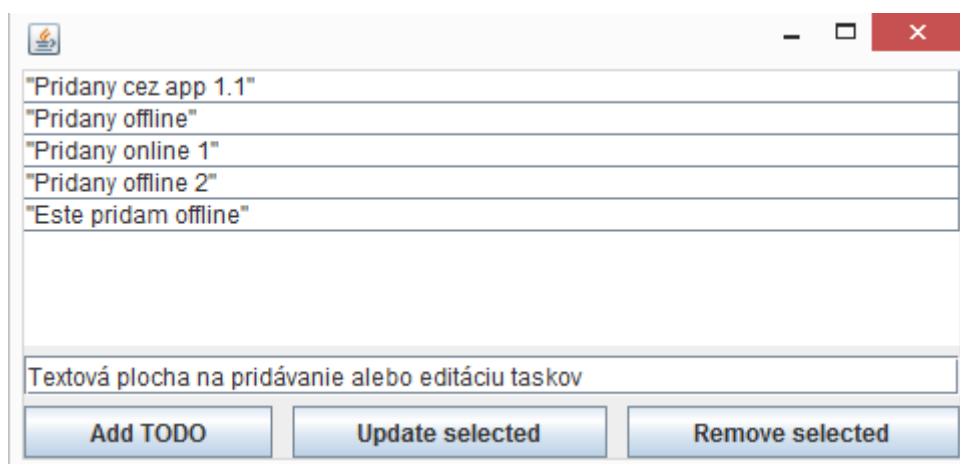 "Pridany cez app 1.1"
"Pridany offline"
"Pridany online 1"
"Pridany offline 2"
"Este pridam offline"
Textová plocha na pridávanie alebo editáciu taskov
Add TODO Update selected Remove selected